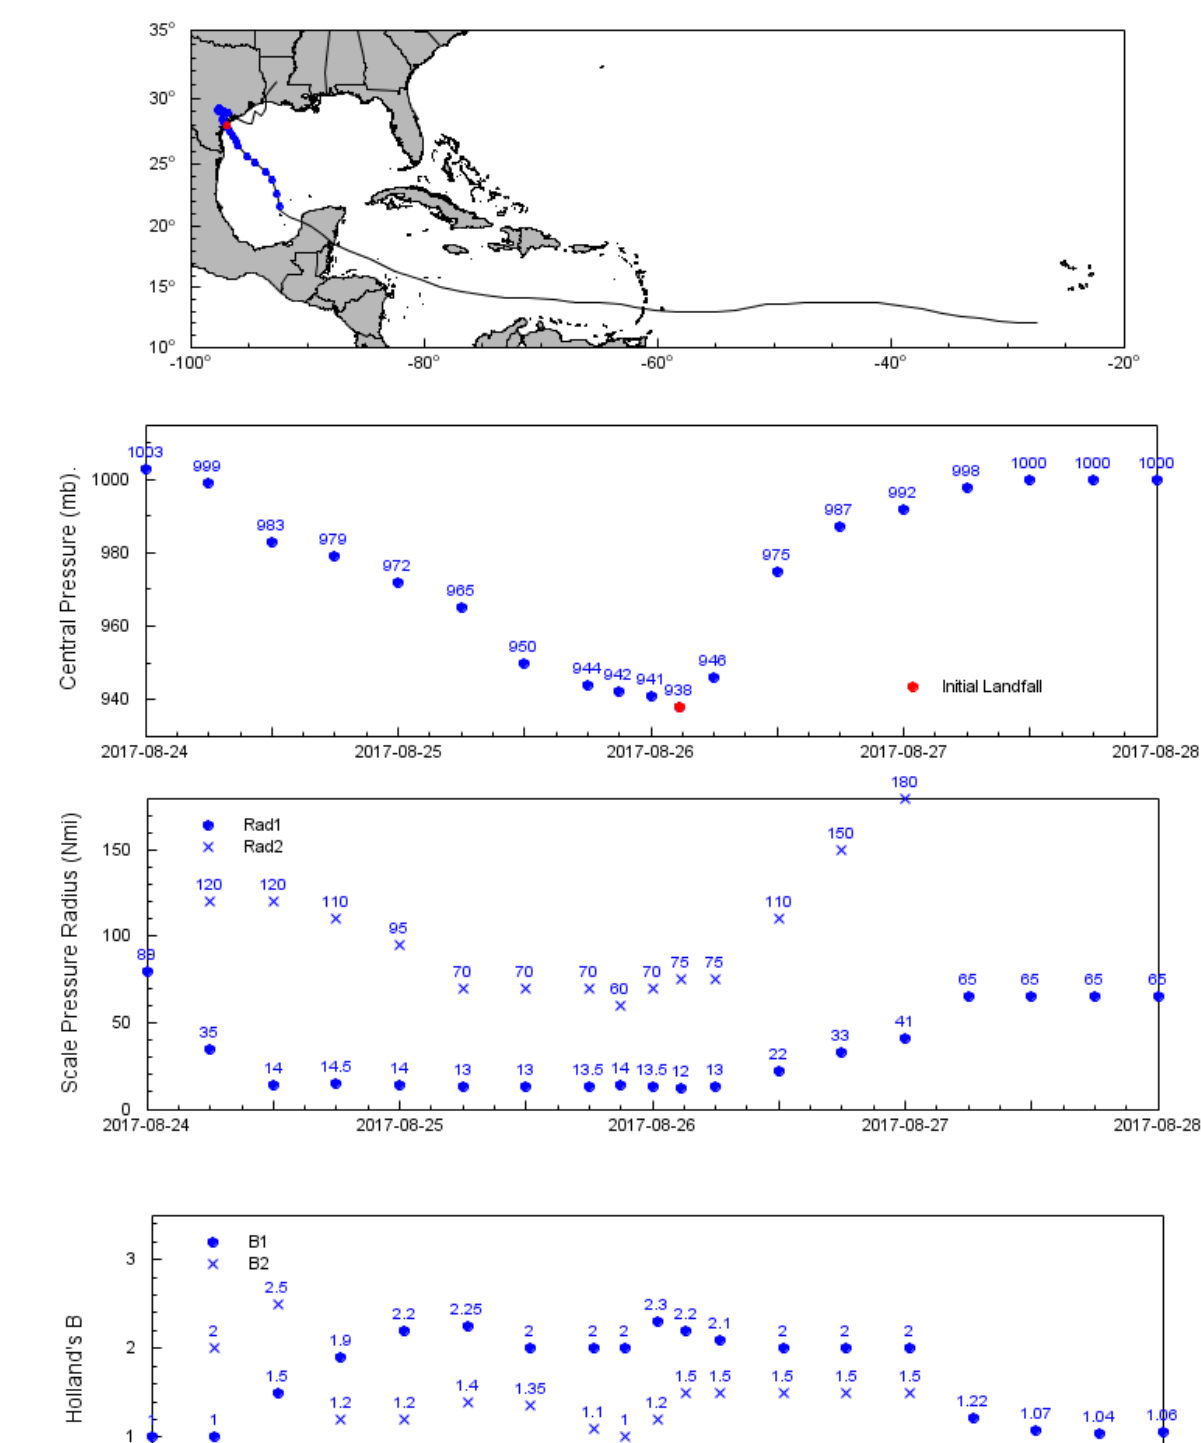 35°
30°
25°
20°
15°
10°
-100° -80° -60° -40° -20°
Central Pressure (mb).
1000
980
960
940
1003 999 983 979 972 965 950 944 942 941 938 946 975 987 992 998 1000 1000 1000
Initial Landfall
2017-08-24 2017-08-25 2017-08-26 2017-08-27 2017-08-28
Scale Pressure Radius (Nmi)
150
100
50
0
Rad1
Rad2
120 120 110 95 70 70 70 60 70 75 75 110 150 180
35 14 14.5 14 13 13 13.5 14 13.5 12 13 22 33 41 65 65 65 65
2017-08-24 2017-08-25 2017-08-26 2017-08-27 2017-08-28
Holland's B
3
2
1
B1
B2
1 1 1.5 1.9 2.2 2.25 2 2 2 2.3 2.2 2.1 2 2 2 1.22 1.07 1.04 1.06
2 2.5 1.2 1.2 1.4 1.35 1.1 1 1.2 1.5 1.5 1.5 1.5 1.5